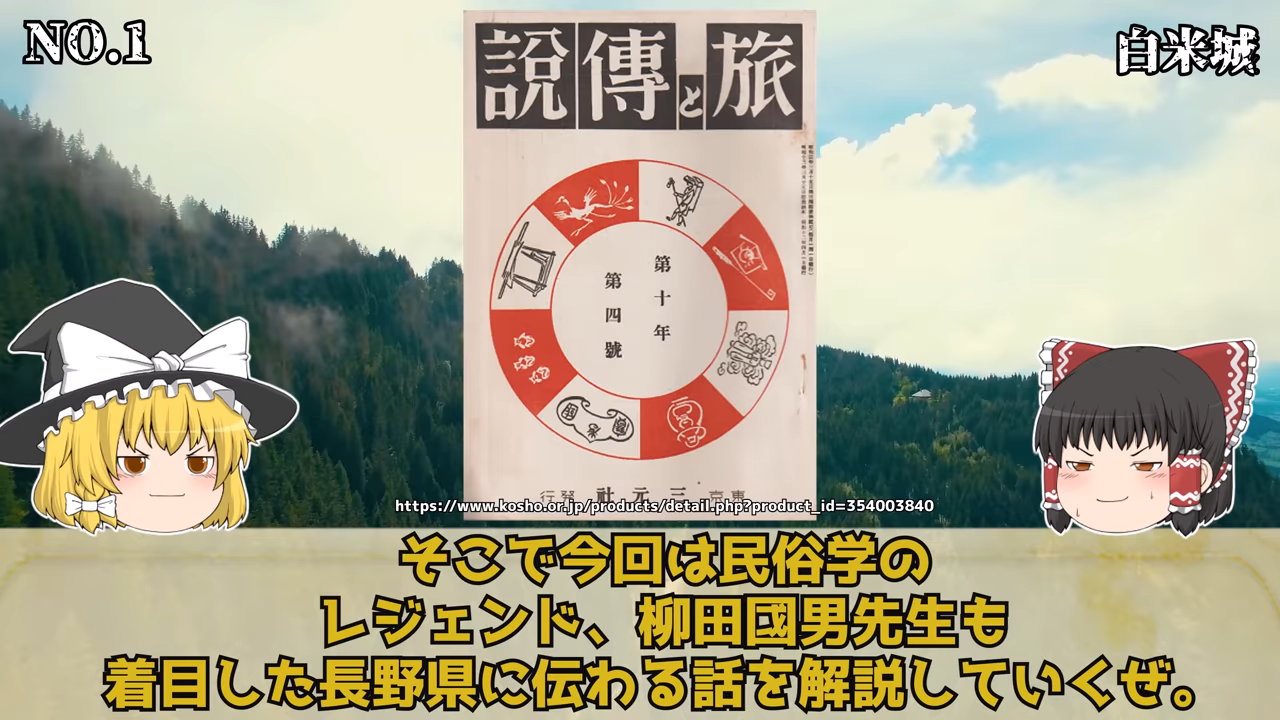 NO.1
白米城
旅と傳說
第十年
第四號
東京 三元社 發行
https://www.kosho.or.jp/products/detail.php?product_id=354003840
そこで今回は民俗学の
レジェンド、柳田國男先生も
着目した長野県に伝わる話を解説していくぜ。